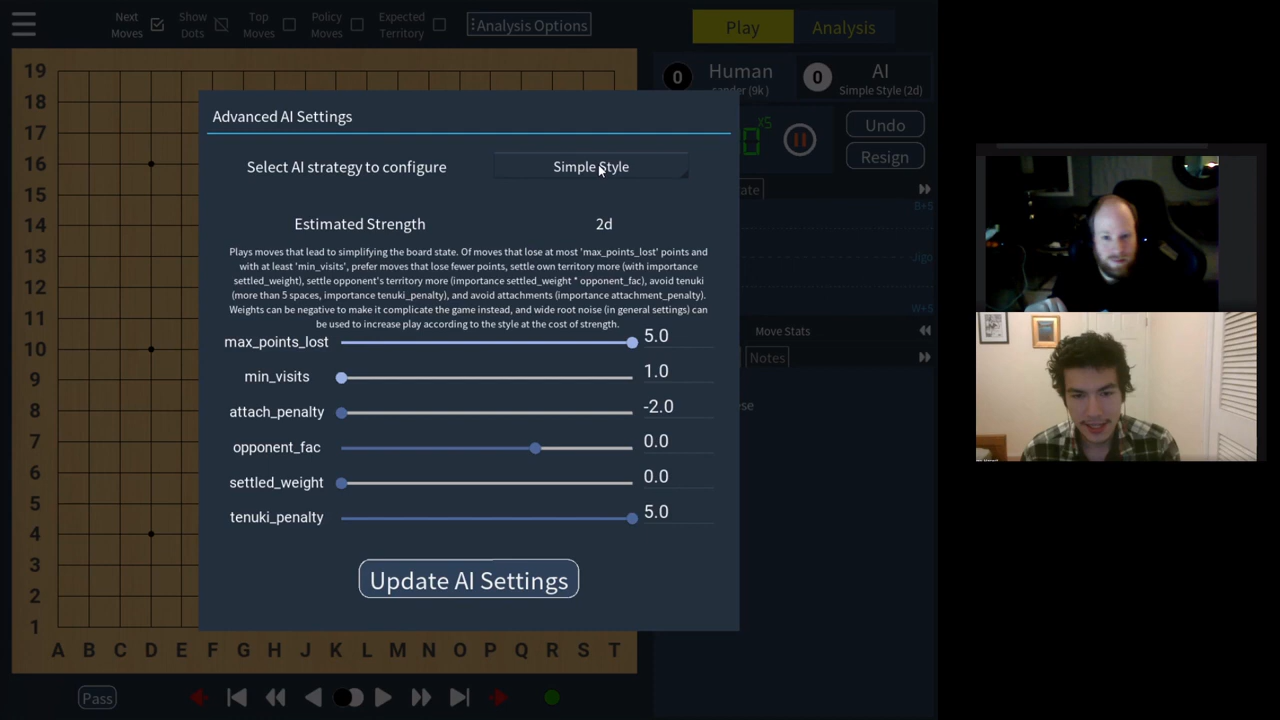 Next Moves
Show Dots
Top Moves
Policy Moves
Expected Territory
Analysis Options
Play
Analysis
0
Human
(9k)
0
AI
Simple Style (2d)
x5
Undo
Resign
B+5
Jigo
W+5
Move Stats
Notes
Advanced AI Settings
Select AI strategy to configure
Simple Style
Estimated Strength
2d
Plays moves that lead to simplifying the board state. Of moves that lose at most 'max_points_lost' points and
with at least 'min_visits', prefer moves that lose fewer points, settle own territory more (with importance
settled_weight), settle opponent's territory more (importance settled_weight * opponent_fac), avoid tenuki
(more than 5 spaces, importance tenuki_penalty), and avoid attachments (importance attachment_penalty).
Weights can be negative to make it complicate the game instead, and wide root noise (in general settings) can
be used to increase play according to the style at the cost of strength.
max_points_lost
5.0
min_visits
1.0
attach_penalty
-2.0
opponent_fac
0.0
settled_weight
0.0
tenuki_penalty
5.0
Update AI Settings
19
18
17
16
15
14
13
12
11
10
9
8
7
6
5
4
3
2
1
A B C D E F G H J K L M N O P Q R S T
Pass